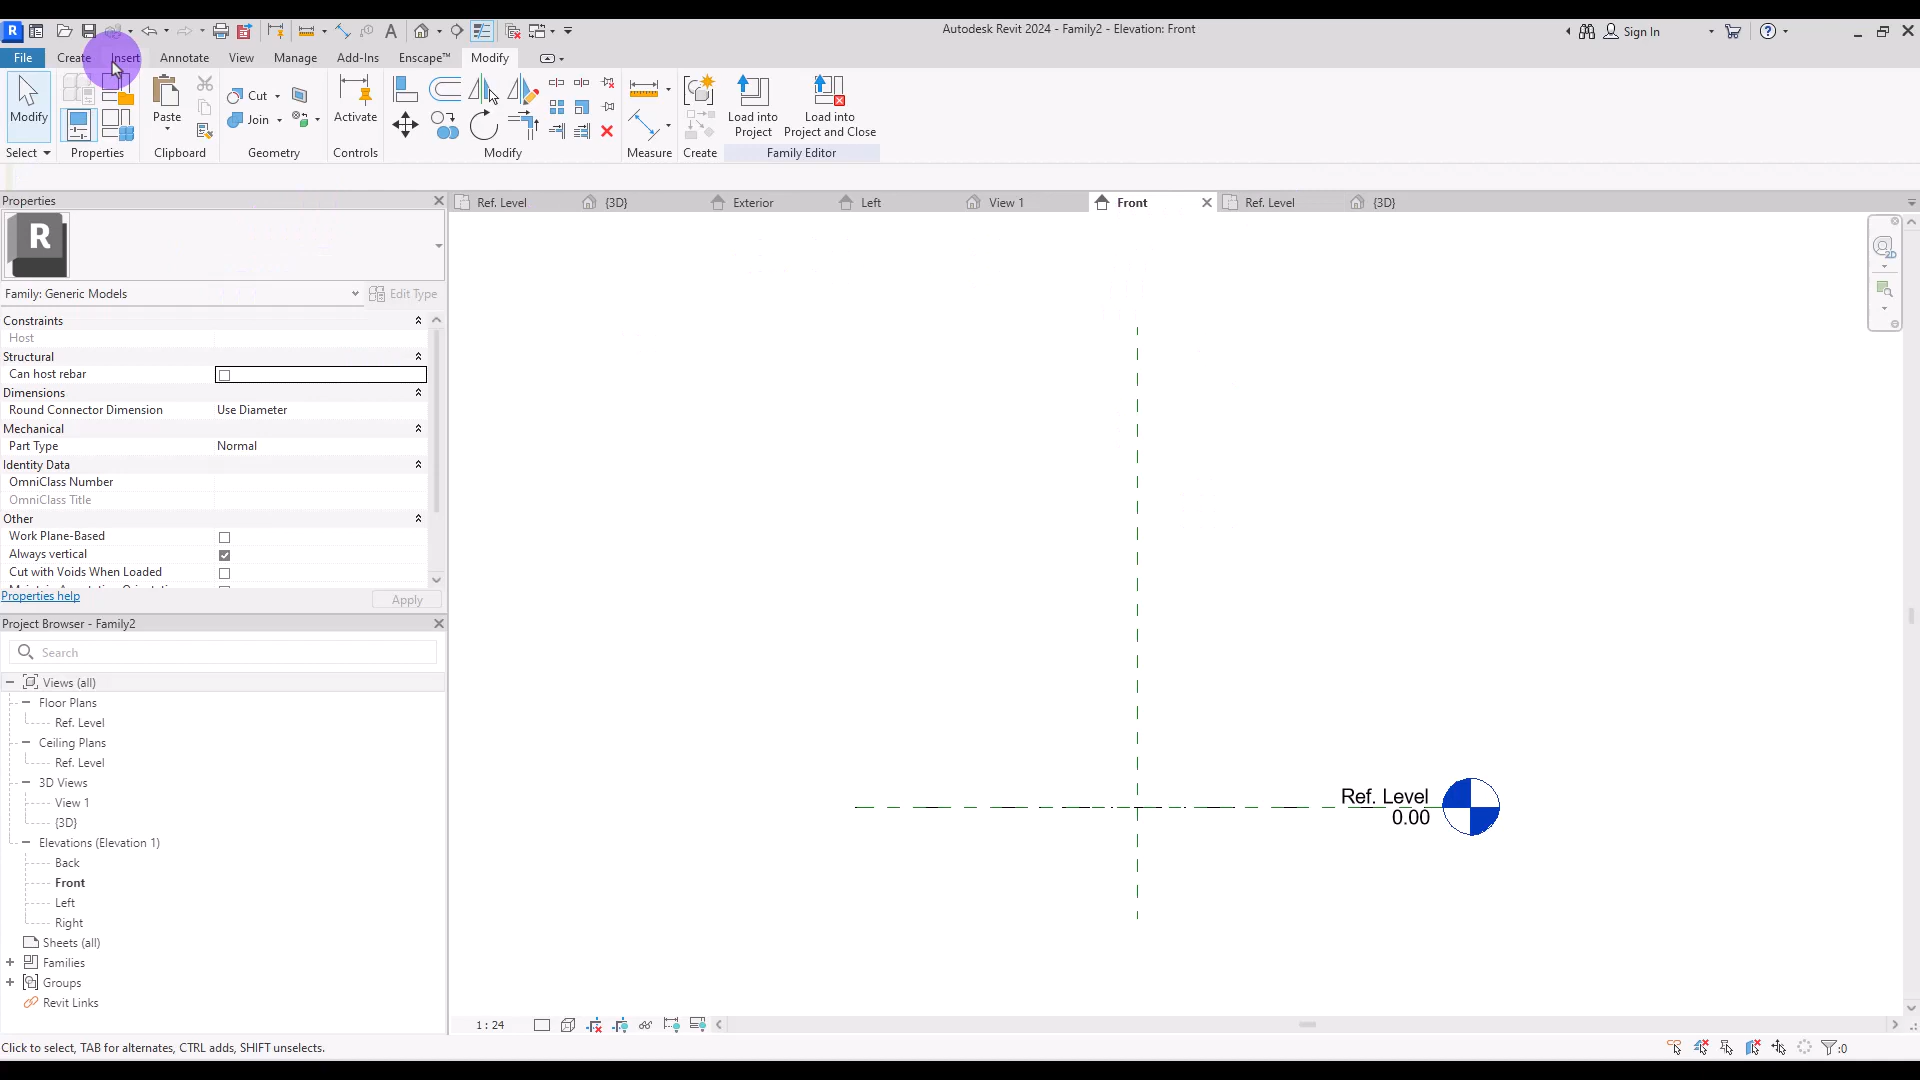 Autodesk Revit 2024 - Family2 - Elevation: Front
Sign In
File Create Insert Annotate View Manage Add-Ins Enscape™ Modify
Modify
Paste
Cut
Join
Activate
Load into Project
Load into Project and Close
Select Properties Clipboard Geometry Controls Modify Measure Create Family Editor
Properties
Ref. Level {3D} Exterior Left View 1 Front Ref. Level {3D}
R
Family: Generic Models
Edit Type
Constraints
Host
Structural
Can host rebar
Dimensions
Round Connector Dimension Use Diameter
Mechanical
Part Type Normal
Identity Data
OmniClass Number
OmniClass Title
Other
Work Plane-Based
Always vertical
Cut with Voids When Loaded
Properties help
Apply
Project Browser - Family2
Search
Views (all)
Floor Plans
Ref. Level
Ceiling Plans
Ref. Level
3D Views
View 1
{3D}
Elevations (Elevation 1)
Back
Front
Left
Right
Sheets (all)
Families
Groups
Revit Links
Ref. Level
0.00
1 : 24
Click to select, TAB for alternates, CTRL adds, SHIFT unselects.
:0